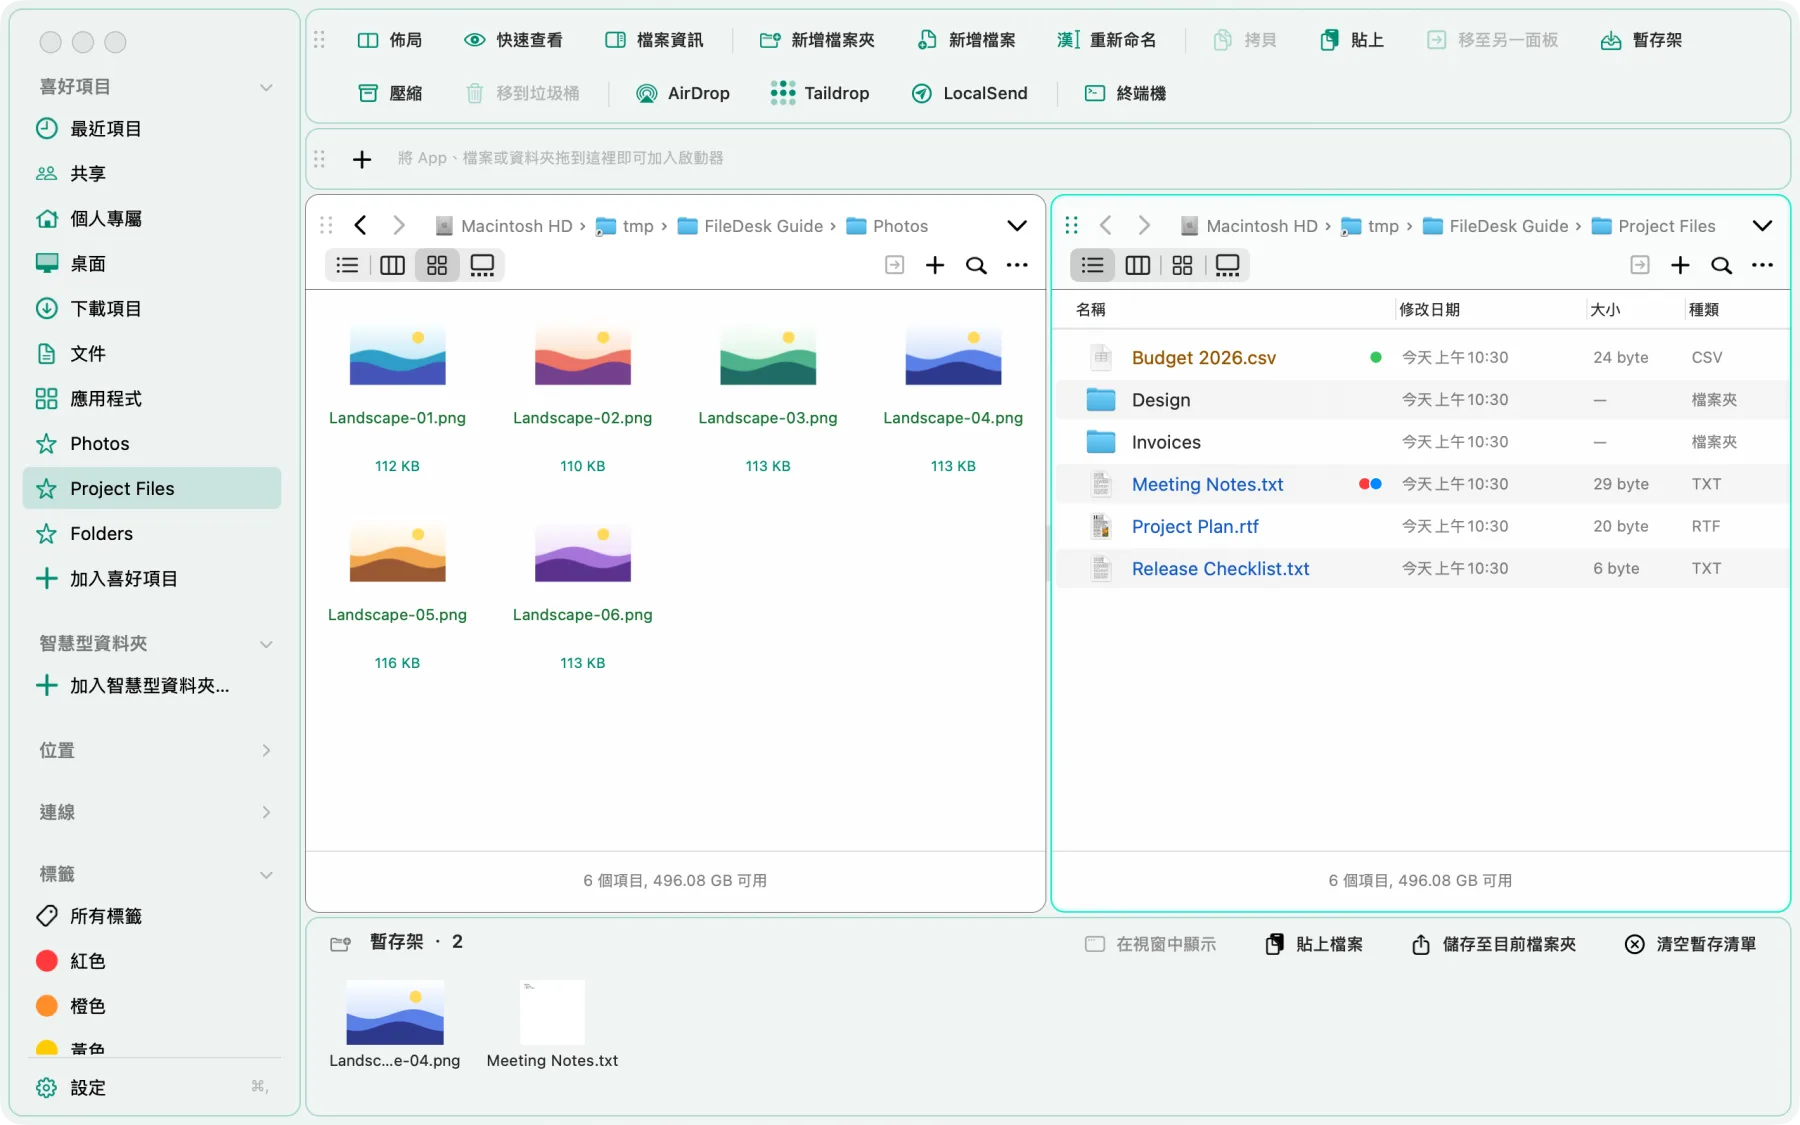 喜好項目
最近項目
共享
個人專屬
桌面
下載項目
文件
應用程式
Photos
Project Files
Folders
加入喜好項目
智慧型資料夾
加入智慧型資料夾...
位置
連線
標籤
所有標籤
紅色
橙色
黃色
設定 ⌘,
佈局 快速查看 檔案資訊 新增檔案夾 新增檔案 漢 重新命名 拷貝 貼上 移至另一面板 暫存架
壓縮 移到垃圾桶 AirDrop Taildrop LocalSend 終端機
將 App、檔案或資料夾拖到這裡即可加入啟動器
Macintosh HD › tmp › FileDesk Guide › Photos
Landscape-01.png Landscape-02.png Landscape-03.png Landscape-04.png
112 KB 110 KB 113 KB 113 KB
Landscape-05.png Landscape-06.png
116 KB 113 KB
6 個項目, 496.08 GB 可用
Macintosh HD › tmp › FileDesk Guide › Project Files
名稱 修改日期 大小 種類
Budget 2026.csv 今天 上午10:30 24 byte CSV
Design 今天 上午10:30 — 檔案夾
Invoices 今天 上午10:30 — 檔案夾
Meeting Notes.txt 今天 上午10:30 29 byte TXT
Project Plan.rtf 今天 上午10:30 20 byte RTF
Release Checklist.txt 今天 上午10:30 6 byte TXT
6 個項目, 496.08 GB 可用
暫存架 · 2 在視窗中顯示 貼上檔案 儲存至目前檔案夾 清空暫存清單
Landsc...e-04.png Meeting Notes.txt